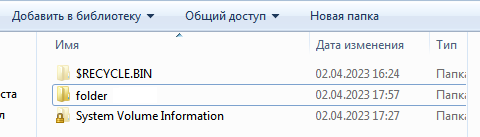 Добавить в библиотеку Общий доступ Новая папка
Имя Дата изменения Тип
$RECYCLE.BIN 02.04.2023 16:24 Папка
ста folder 02.04.2023 17:57 Папка
л System Volume Information 02.04.2023 17:27 Папка